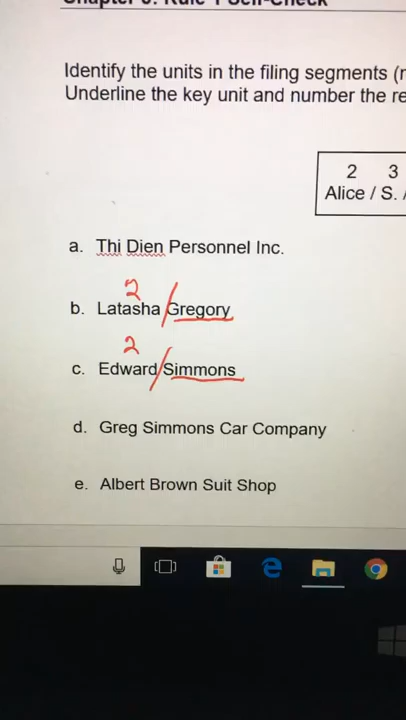 Chapter 6: Rule 1 Self-Check
Identify the units in the filing segments (r
Underline the key unit and number the re
2 3
Alice / S. /
a. Thi Dien Personnel Inc.
2
b. Latasha / Gregory
2
c. Edward / Simmons
d. Greg Simmons Car Company
e. Albert Brown Suit Shop